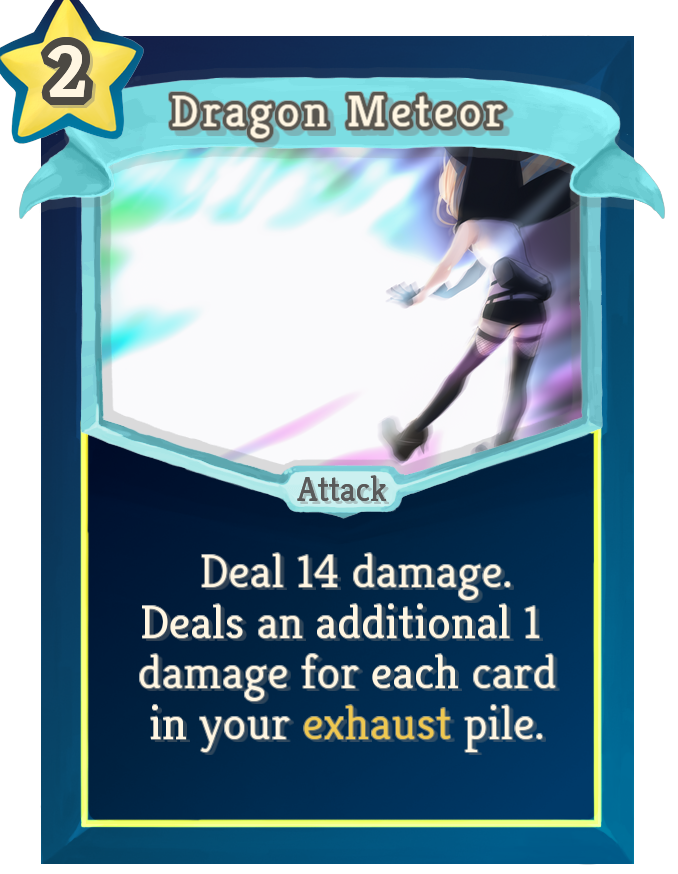 2
Dragon Meteor
Attack
Deal 14 damage.
Deals an additional 1
damage for each card
in your exhaust pile.